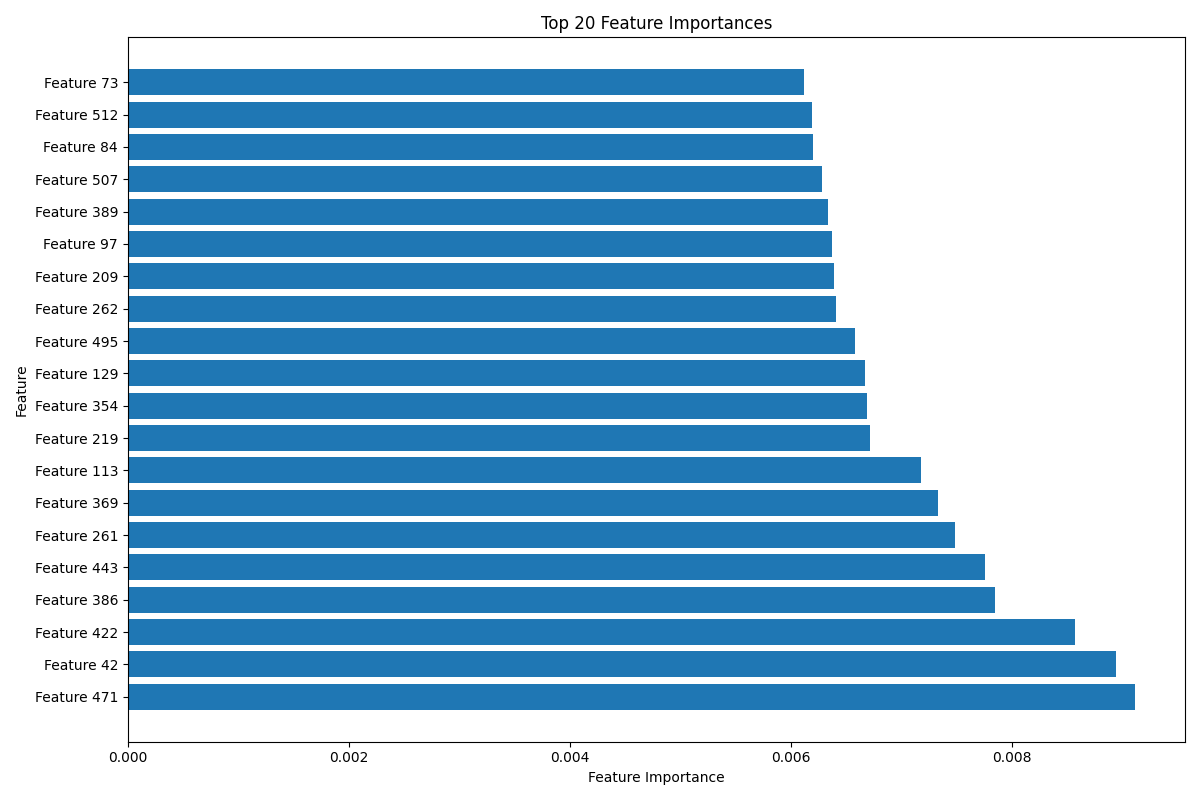 Top 20 Feature Importances
Feature
Feature 73
Feature 512
Feature 84
Feature 507
Feature 389
Feature 97
Feature 209
Feature 262
Feature 495
Feature 129
Feature 354
Feature 219
Feature 113
Feature 369
Feature 261
Feature 443
Feature 386
Feature 422
Feature 42
Feature 471
0.000 0.002 0.004 0.006 0.008
Feature Importance